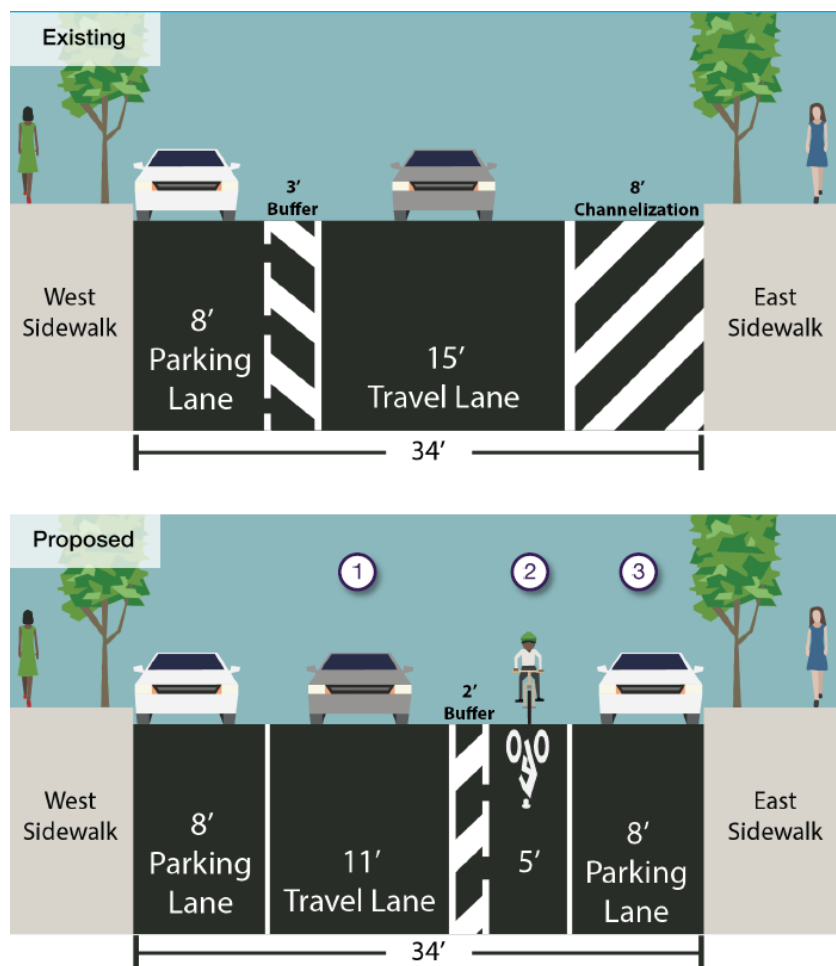 Existing
3’
Buffer
8’
Channelization
West
Sidewalk
8’
Parking
Lane
15’
Travel Lane
East
Sidewalk
34’
Proposed
1
2
3
2’
Buffer
West
Sidewalk
8’
Parking
Lane
11’
Travel Lane
5’
8’
Parking
Lane
East
Sidewalk
34’